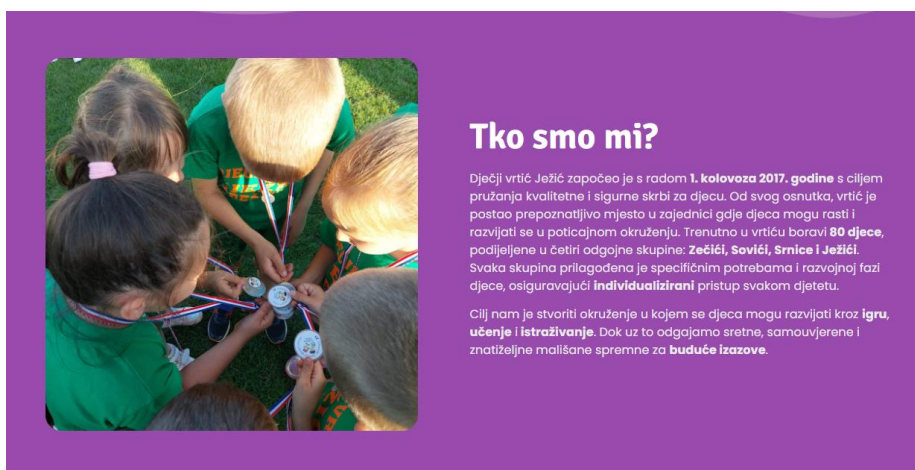 Tko smo mi?
Dječji vrtić Ježić započeo je s radom 1. kolovoza 2017. godine s ciljem
pružanja kvalitetne i sigurne skrbi za djecu. Od svog osnutka, vrtić je
postao prepoznatljivo mjesto u zajednici gdje djeca mogu rasti i
razvijati se u poticajnom okruženju. Trenutno u vrtiću boravi 80 djece,
podijeljene u četiri odgojne skupine: Zečići, Sovići, Srnice i Ježići.
Svaka skupina prilagođena je specifičnim potrebama i razvojnoj fazi
djece, osiguravajući individualizirani pristup svakom djetetu.
Cilj nam je stvoriti okruženje u kojem se djeca mogu razvijati kroz igru,
učenje i istraživanje. Dok uz to odgajamo sretne, samouvjerene i
znatiželjne mališane spremne za buduće izazove.